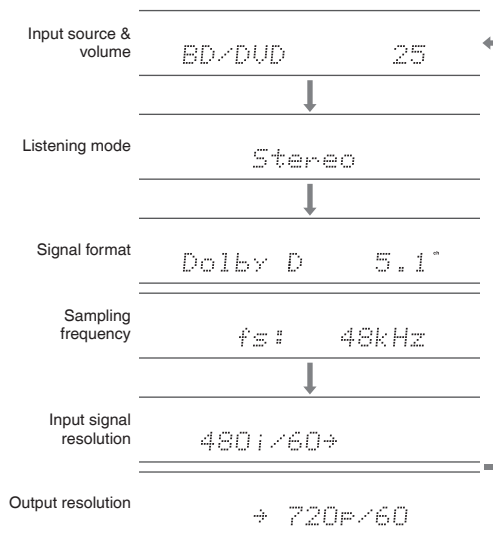 Input source &
volume
BD/DVD 25
Listening mode
Stereo
Signal format
Dolby D 5.1*
Sampling
frequency
fs: 48kHz
Input signal
resolution
480i/60→
Output resolution
→ 720p/60